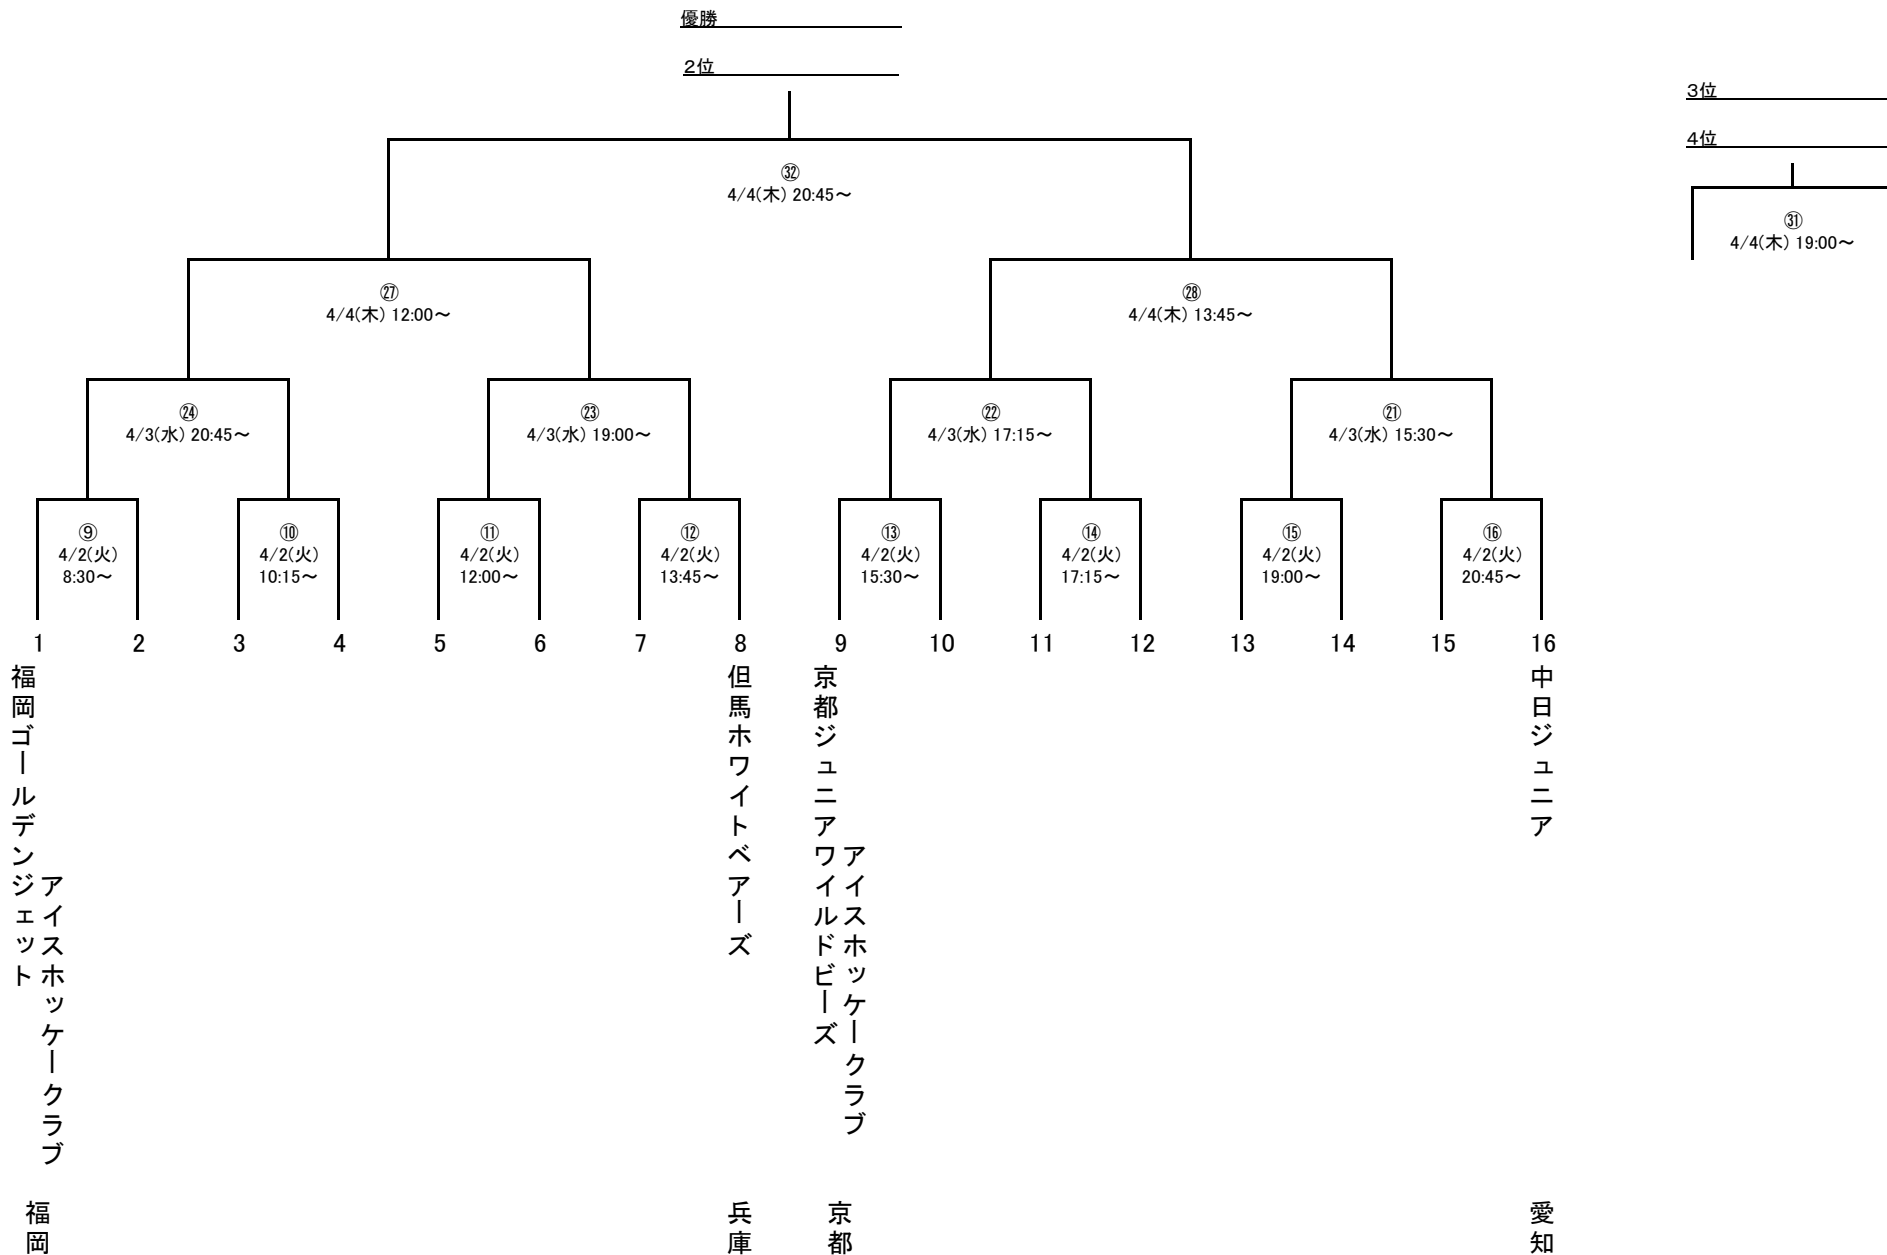 優勝
２位
３位
４位
㉜
4/4(木) 20:45～
㉛
4/4(木) 19:00～
㉗
4/4(木) 12:00～
㉘
4/4(木) 13:45～
㉔
4/3(水) 20:45～
㉓
4/3(水) 19:00～
㉒
4/3(水) 17:15～
㉑
4/3(水) 15:30～
⑨
4/2(火)
8:30～
⑩
4/2(火)
10:15～
⑪
4/2(火)
12:00～
⑫
4/2(火)
13:45～
⑬
4/2(火)
15:30～
⑭
4/2(火)
17:15～
⑮
4/2(火)
19:00～
⑯
4/2(火)
20:45～
1 2 3 4 5 6 7 8 9 10 11 12 13 14 15 16
福岡ゴールデンジェット
アイスホッケークラブ
但馬ホワイトベアーズ
京都ジュニアワイルドビーズ
アイスホッケークラブ
中日ジュニア
福岡
兵庫
京都
愛知